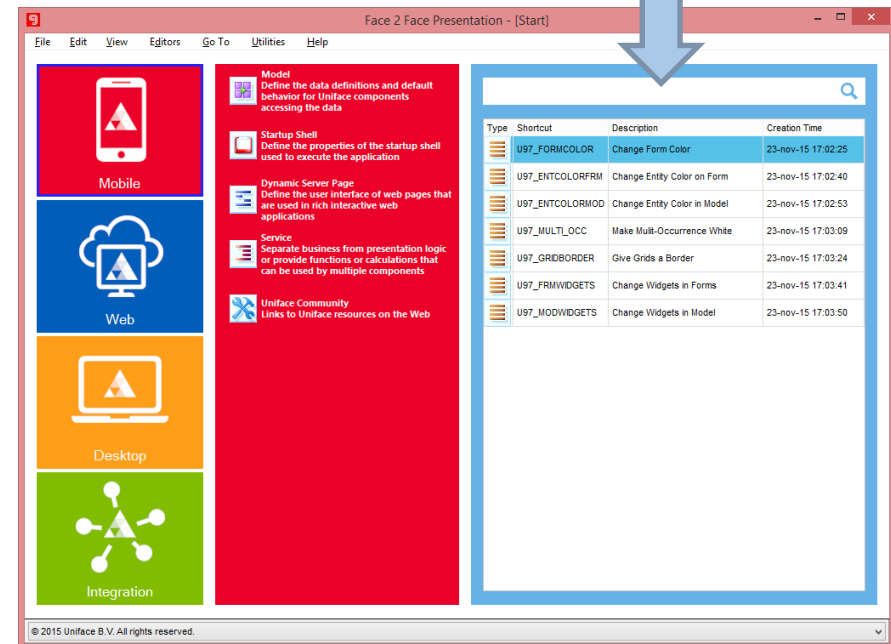 Face 2 Face Presentation - [Start]
File Edit View Editors Go To Utilities Help
Mobile
Web
Desktop
Integration
Model
Define the data definitions and default
behavior for Uniface components
accessing the data
Startup Shell
Define the properties of the startup shell
used to execute the application
Dynamic Server Page
Define the user interface of web pages that
are used in rich interactive web
applications
Service
Separate business from presentation logic
or provide functions or calculations that
can be used by multiple components
Uniface Community
Links to Uniface resources on the Web
Type Shortcut Description Creation Time
U97_FORMCOLOR Change Form Color 23-nov-15 17:02:25
U97_ENTCOLORFRM Change Entity Color on Form 23-nov-15 17:02:40
U97_ENTCOLORMOD Change Entity Color in Model 23-nov-15 17:02:53
U97_MULTI_OCC Make Mulit-Occurrence White 23-nov-15 17:03:09
U97_GRIDBORDER Give Grids a Border 23-nov-15 17:03:24
U97_FRMWIDGETS Change Widgets in Forms 23-nov-15 17:03:41
U97_MODWIDGETS Change Widgets in Model 23-nov-15 17:03:50
© 2015 Uniface B.V. All rights reserved.